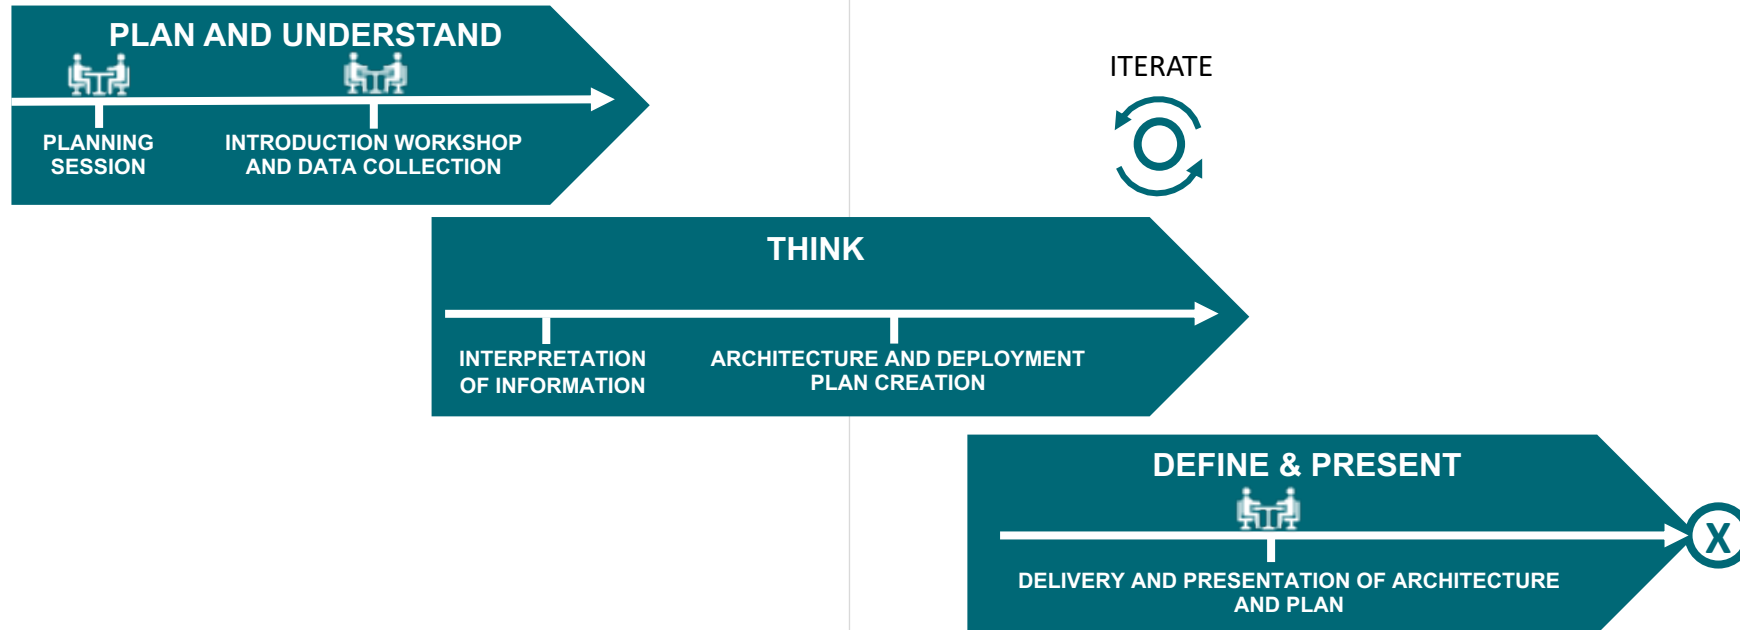 PLAN AND UNDERSTAND
PLANNING
SESSION
INTRODUCTION WORKSHOP
AND DATA COLLECTION
ITERATE
THINK
INTERPRETATION
OF INFORMATION
ARCHITECTURE AND DEPLOYMENT
PLAN CREATION
DEFINE & PRESENT
DELIVERY AND PRESENTATION OF ARCHITECTURE
AND PLAN
X